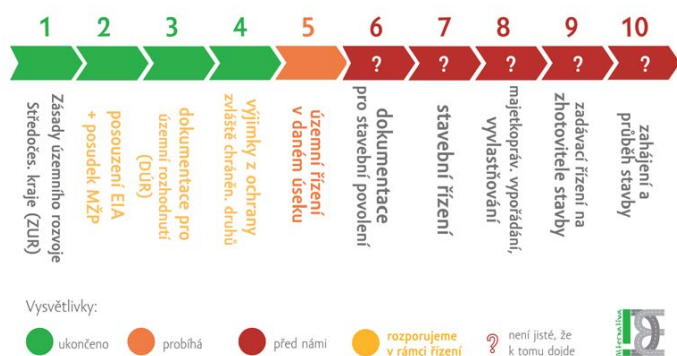 1 2 3 4 5 6 7 8 9 10
? ? ? ? ?
Zásady územního rozvoje
Středočes. kraje (ZUR)
posouzení EIA
+ posudek MŽP
dokumentace pro
územní rozhodnutí
(DÚR)
výjimky z ochrany
zvláště chráněn. druhů
územní řízení
v daném úseku
dokumentace
pro stavební povolení
stavební řízení
majetkopráv. vypořádání,
vyvlastňování
zadávací řízení na
zhotovitele stavby
zahájení a
průběh stavby
Vysvětlivky:
ukončeno
probíhá
před námi
rozporujeme
v rámci řízení
? není jisté, že
k tomu dojde
alternativa